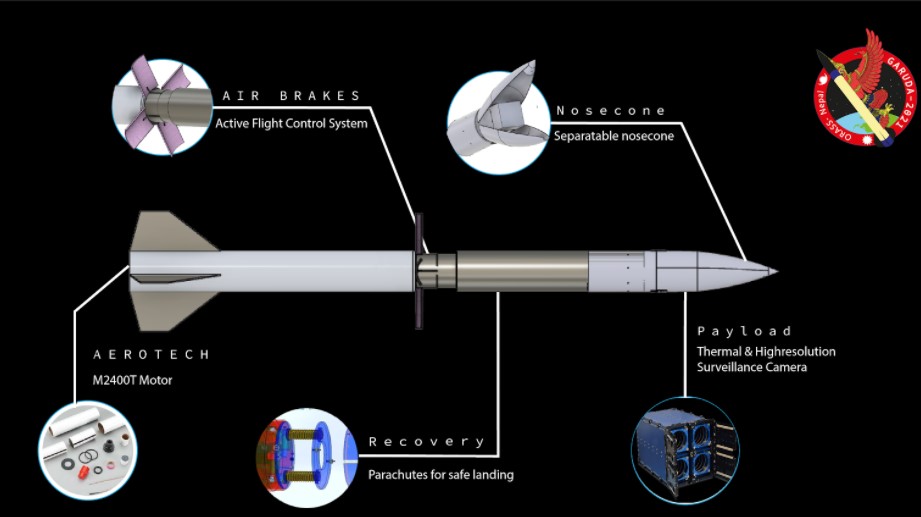 AIR BRAKES
Active Flight Control System
Nosecone
Separatable nosecone
GARUDA-2021
ORASS-Nepal
AEROTECH
M2400T Motor
Recovery
Parachutes for safe landing
Payload
Thermal & Highresolution
Surveillance Camera